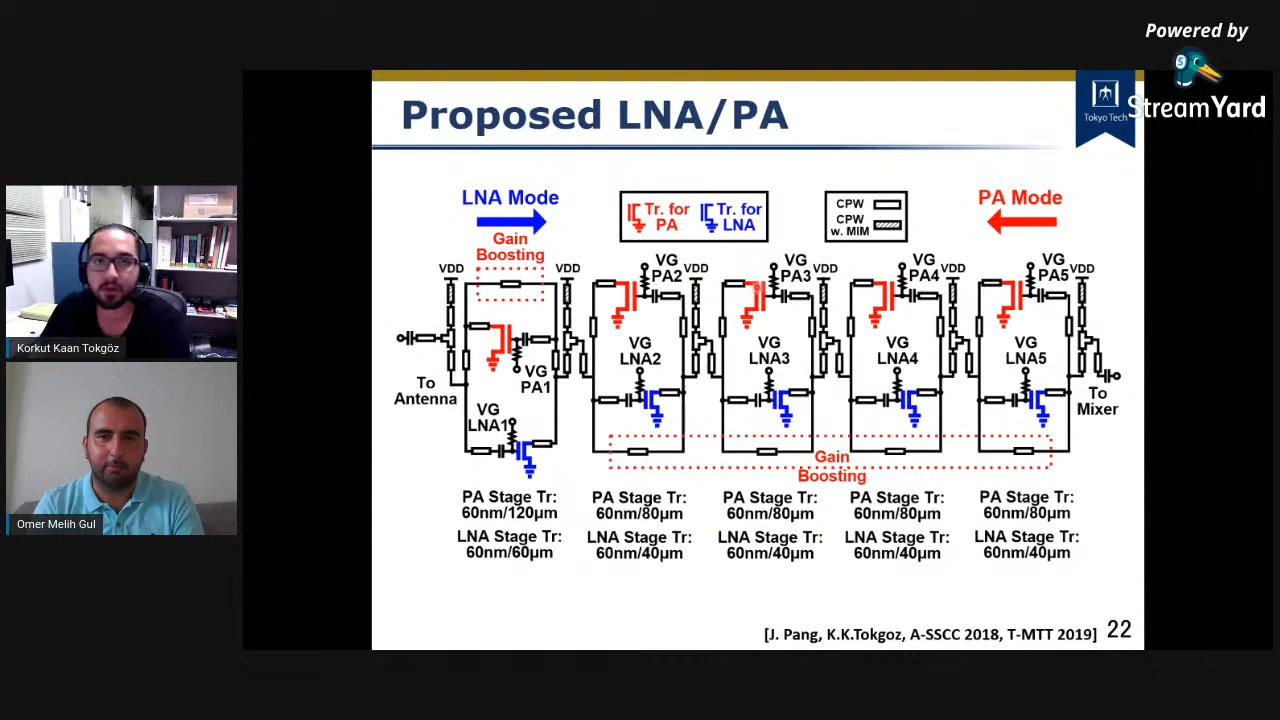 Powered by
StreamYard
Tokyo Tech
Proposed LNA/PA
LNA Mode
Tr. for
PA
Tr. for
LNA
CPW
CPW
w. MIM
PA Mode
Gain
Boosting
VDD
VDD
VG
PA2
VDD
VG
PA3
VDD
VG
PA4
VDD
VG
PA5
VDD
To
Antenna
VG
PA1
VG
LNA1
VG
LNA2
VG
LNA3
VG
LNA4
VG
LNA5
To
Mixer
Gain
Boosting
PA Stage Tr:
60nm/120µm
LNA Stage Tr:
60nm/60µm
PA Stage Tr:
60nm/80µm
LNA Stage Tr:
60nm/40µm
PA Stage Tr:
60nm/80µm
LNA Stage Tr:
60nm/40µm
PA Stage Tr:
60nm/80µm
LNA Stage Tr:
60nm/40µm
PA Stage Tr:
60nm/80µm
LNA Stage Tr:
60nm/40µm
[J. Pang, K.K.Tokgoz, A-SSCC 2018, T-MTT 2019]
22
Korkut Kaan Tokgöz
Omer Melih Gul